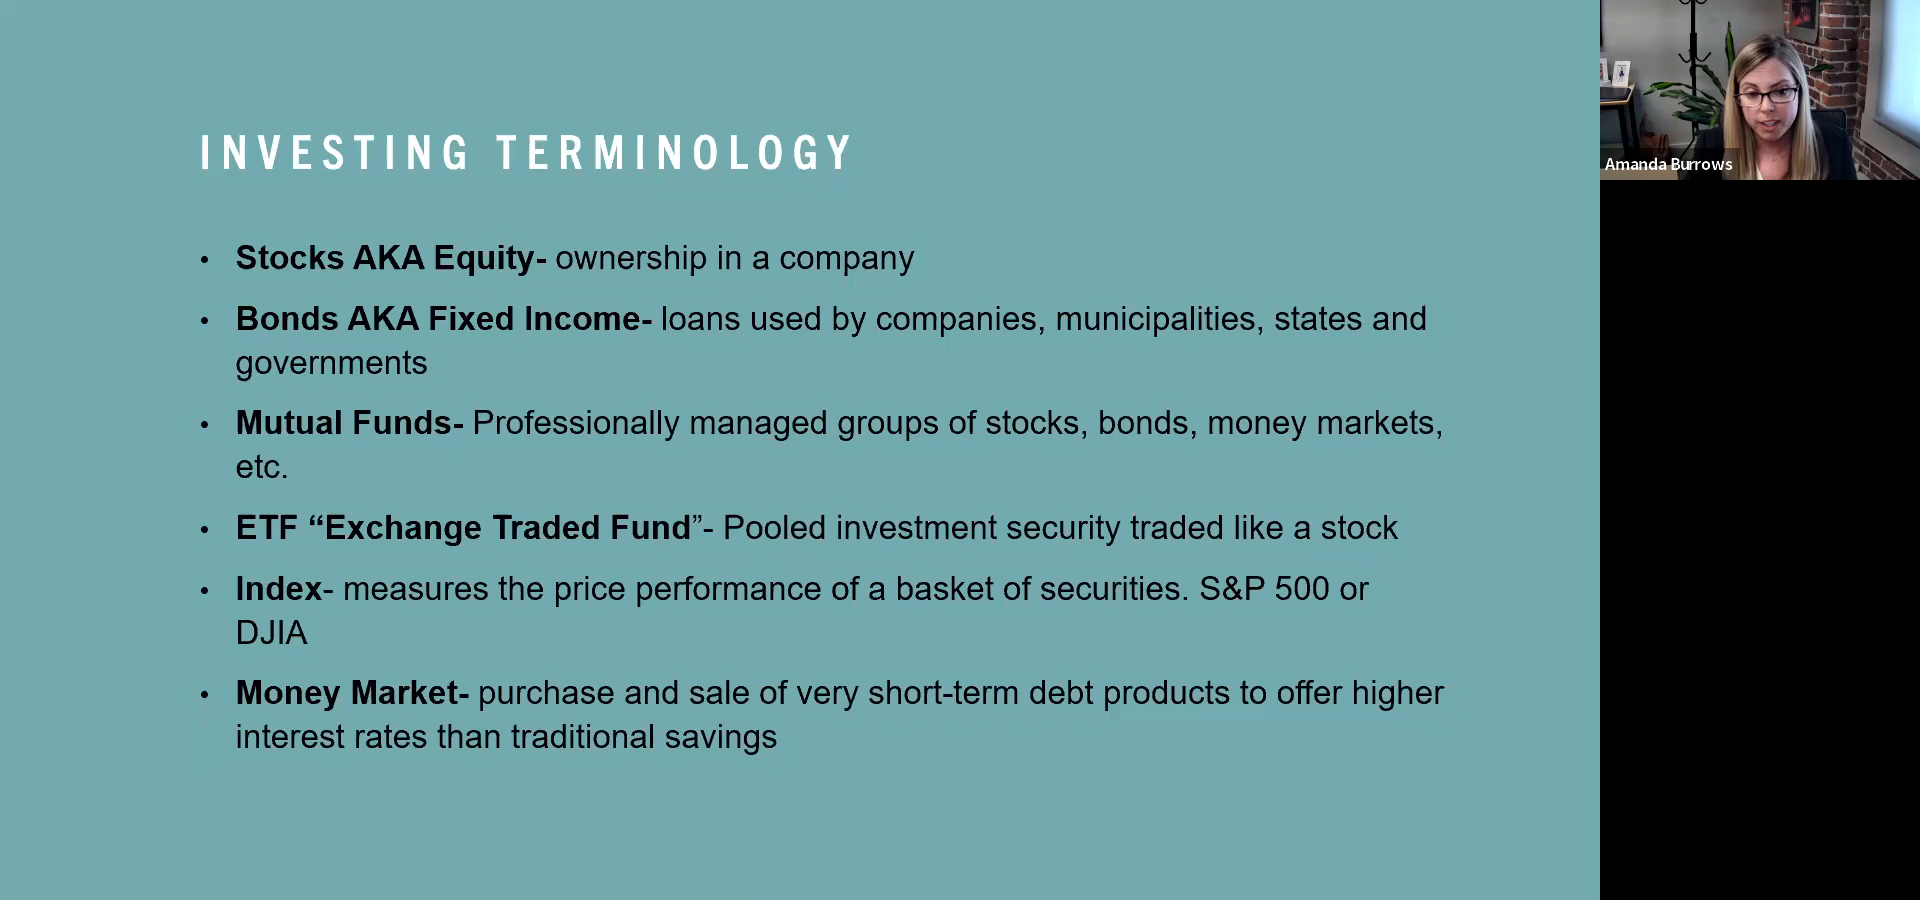 INVESTING TERMINOLOGY
• Stocks AKA Equity- ownership in a company
• Bonds AKA Fixed Income- loans used by companies, municipalities, states and
governments
• Mutual Funds- Professionally managed groups of stocks, bonds, money markets,
etc.
• ETF “Exchange Traded Fund”- Pooled investment security traded like a stock
• Index- measures the price performance of a basket of securities. S&P 500 or
DJIA
• Money Market- purchase and sale of very short-term debt products to offer higher
interest rates than traditional savings
Amanda Burrows